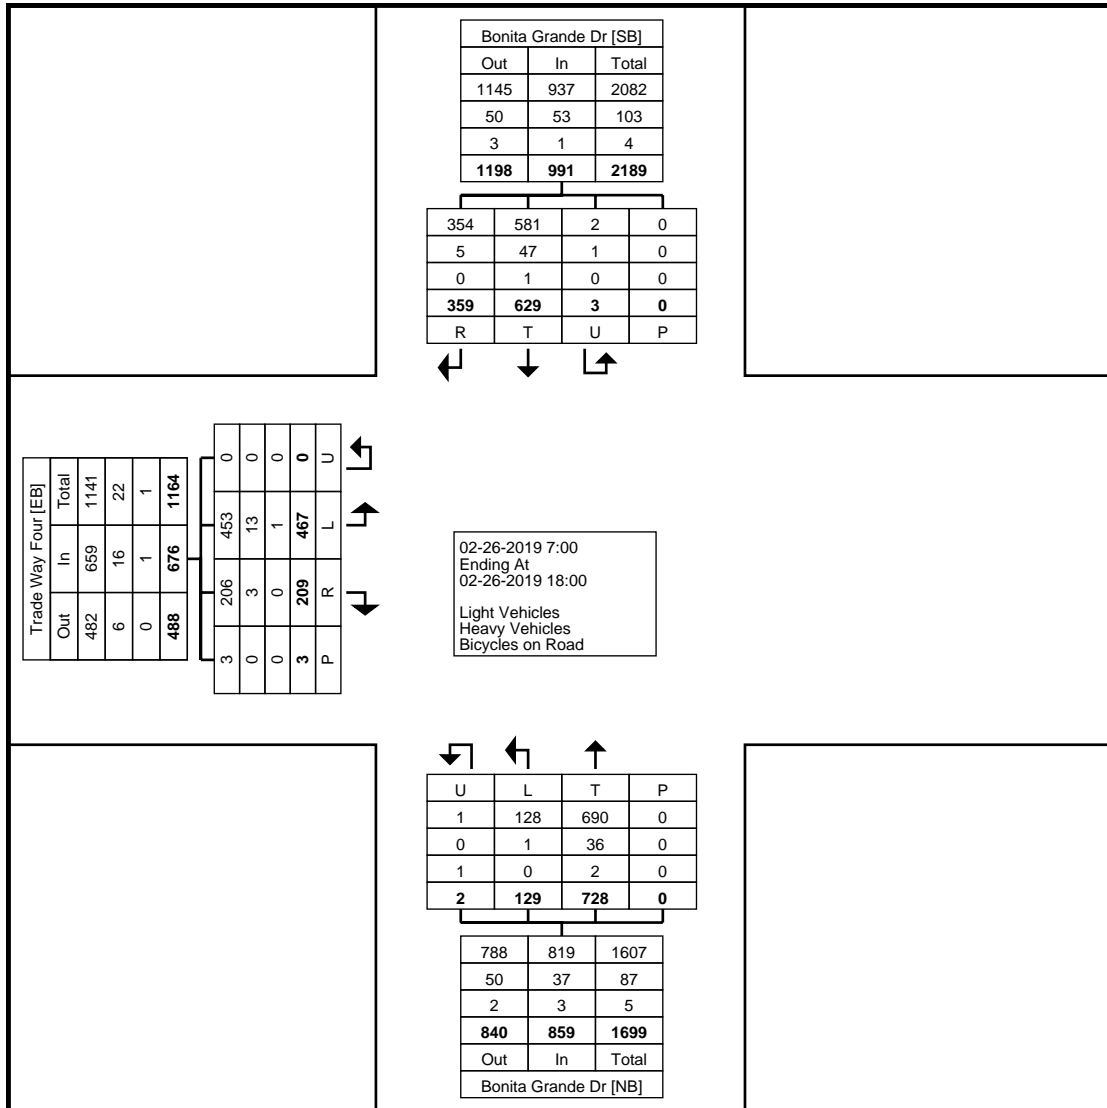 Bonita Grande Dr [SB]
Out In Total
1145 937 2082
50 53 103
3 1 4
1198 991 2189
354 581 2 0
5 47 1 0
0 1 0 0
359 629 3 0
R T U P
Trade Way Four [EB]
Out In Total
482 659 1141
6 16 22
0 1 1
488 676 1164
3 206 453 0
0 3 13 0
0 0 1 0
3 209 467 0
P R L U
02-26-2019 7:00
Ending At
02-26-2019 18:00
Light Vehicles
Heavy Vehicles
Bicycles on Road
U L T P
1 128 690 0
0 1 36 0
1 0 2 0
2 129 728 0
788 819 1607
50 37 87
2 3 5
840 859 1699
Out In Total
Bonita Grande Dr [NB]